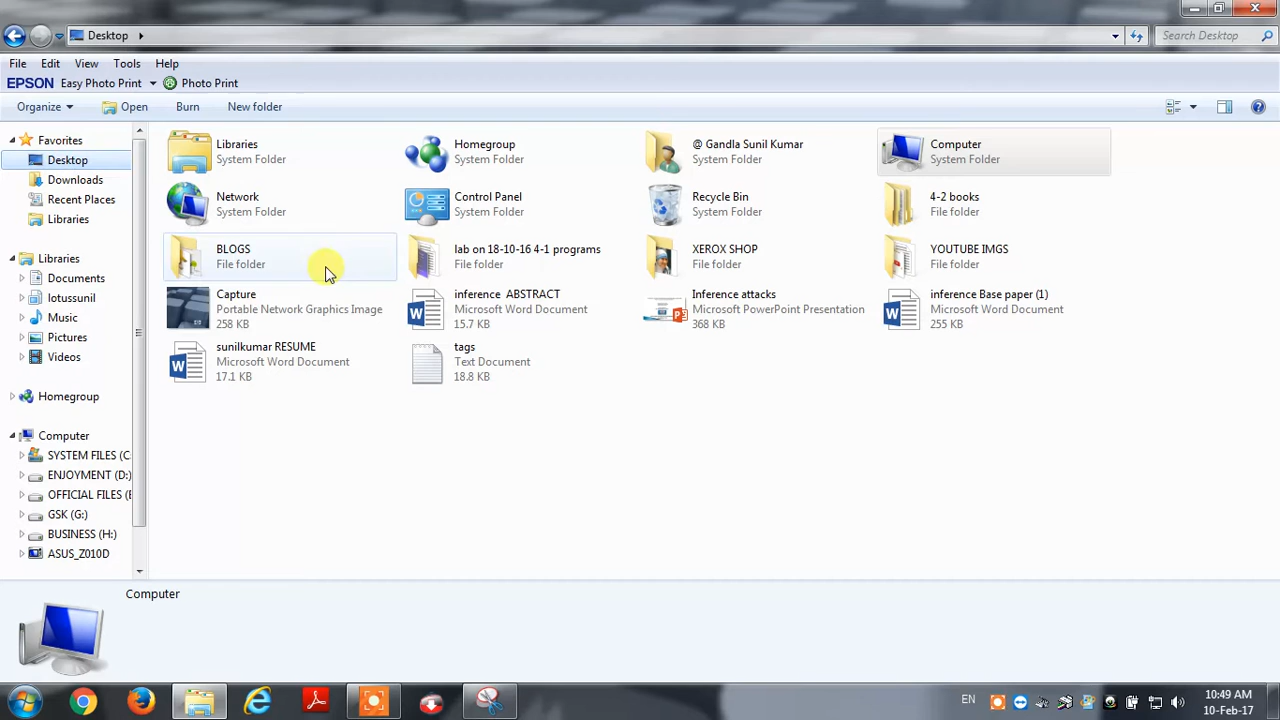 Desktop
Search Desktop
File Edit View Tools Help
EPSON Easy Photo Print Photo Print
Organize Open Burn New folder
Favorites
Desktop
Downloads
Recent Places
Libraries
Libraries
Documents
lotussunil
Music
Pictures
Videos
Homegroup
Computer
SYSTEM FILES (C
ENJOYMENT (D:)
OFFICIAL FILES (E
GSK (G:)
BUSINESS (H:)
ASUS_Z010D
Libraries
System Folder
Homegroup
System Folder
@ Gandla Sunil Kumar
System Folder
Computer
System Folder
Network
System Folder
Control Panel
System Folder
Recycle Bin
System Folder
4-2 books
File folder
BLOGS
File folder
lab on 18-10-16 4-1 programs
File folder
XEROX SHOP
File folder
YOUTUBE IMGS
File folder
Capture
Portable Network Graphics Image
258 KB
inference ABSTRACT
Microsoft Word Document
15.7 KB
Inference attacks
Microsoft PowerPoint Presentation
368 KB
inference Base paper (1)
Microsoft Word Document
255 KB
sunilkumar RESUME
Microsoft Word Document
17.1 KB
tags
Text Document
18.8 KB
Computer
EN
10:49 AM
10-Feb-17